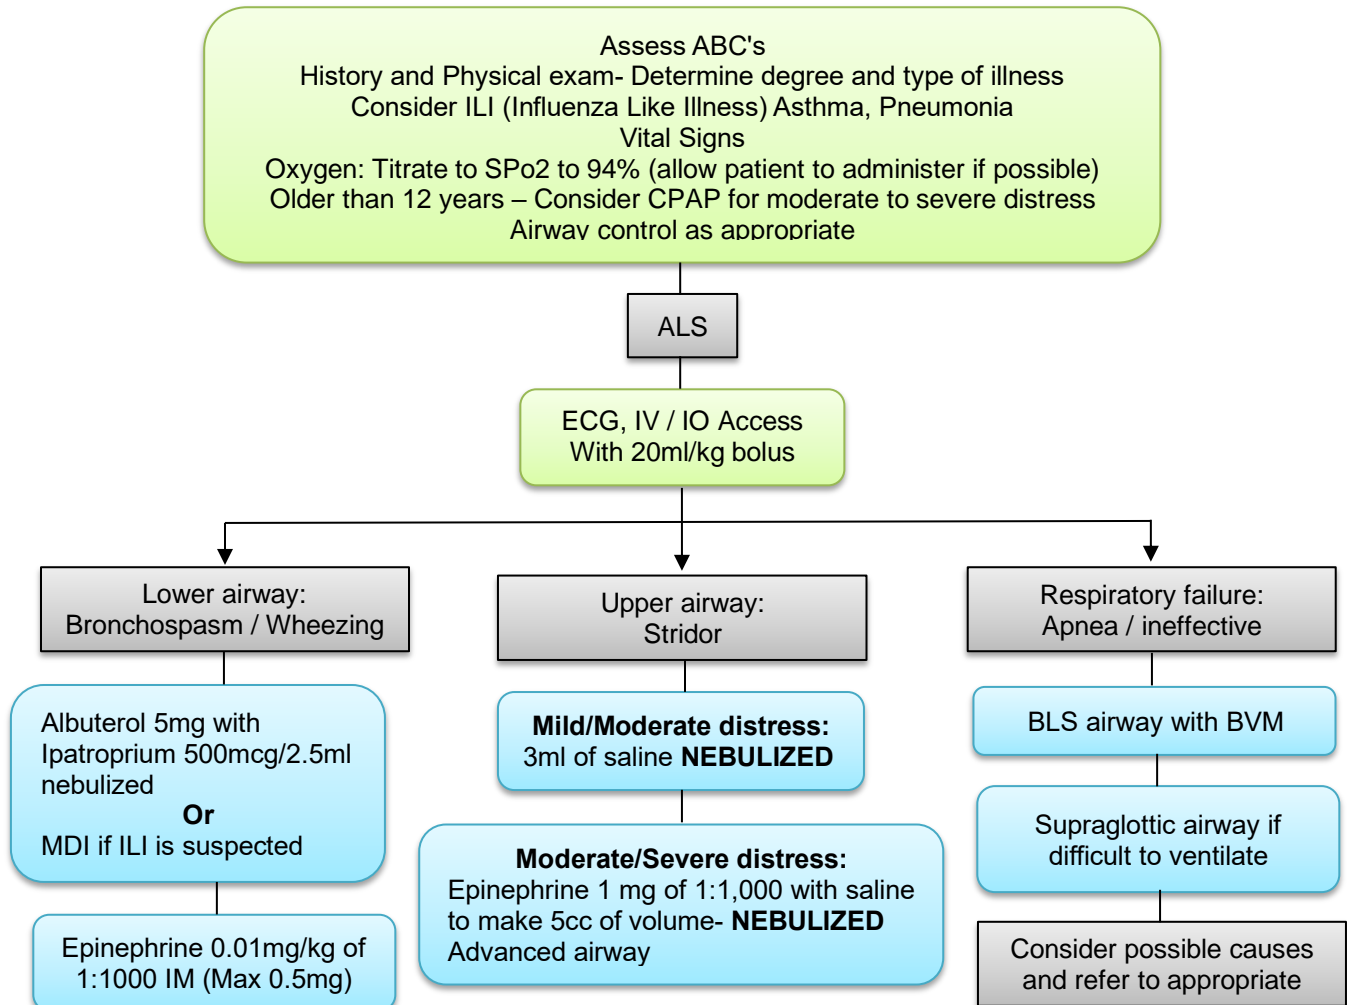 Assess ABC's
History and Physical exam- Determine degree and type of illness
Consider ILI (Influenza Like Illness) Asthma, Pneumonia
Vital Signs
Oxygen: Titrate to SPo2 to 94% (allow patient to administer if possible)
Older than 12 years – Consider CPAP for moderate to severe distress
Airway control as appropriate
ALS
ECG, IV / IO Access
With 20ml/kg bolus
Lower airway:
Bronchospasm / Wheezing
Albuterol 5mg with
Ipatroprium 500mcg/2.5ml
nebulized
Or
MDI if ILI is suspected
Epinephrine 0.01mg/kg of
1:1000 IM (Max 0.5mg)
Upper airway:
Stridor
Mild/Moderate distress:
3ml of saline NEBULIZED
Moderate/Severe distress:
Epinephrine 1 mg of 1:1,000 with saline
to make 5cc of volume- NEBULIZED
Advanced airway
Respiratory failure:
Apnea / ineffective
BLS airway with BVM
Supraglottic airway if
difficult to ventilate
Consider possible causes
and refer to appropriate